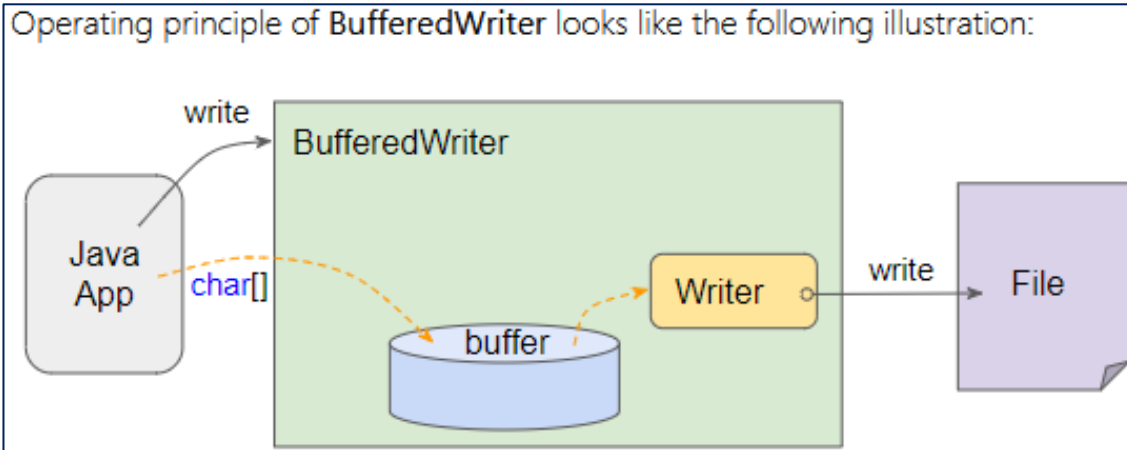 Operating principle of BufferedWriter looks like the following illustration:
write
BufferedWriter
Java
App
char[]
buffer
Writer
write
File